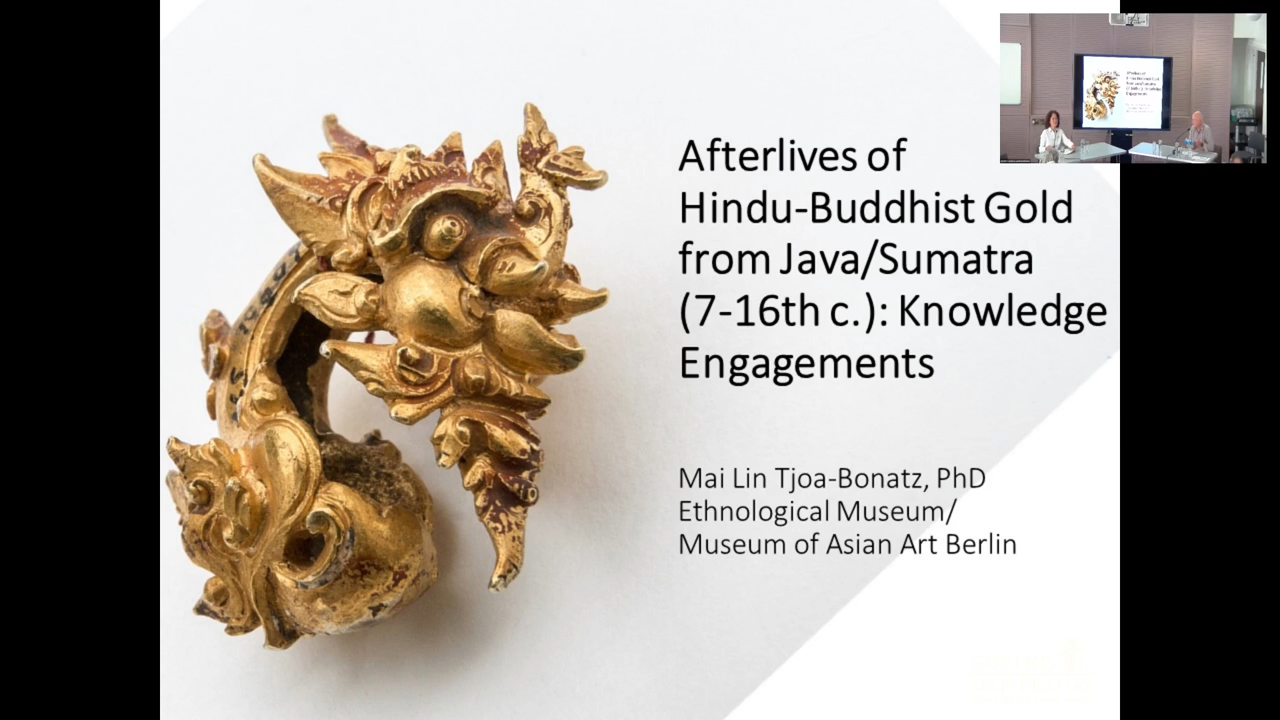 Afterlives of
Hindu-Buddhist Gold
from Java/Sumatra
(7-16th c.): Knowledge
Engagements
Mai Lin Tjoa-Bonatz, PhD
Ethnological Museum/
Museum of Asian Art Berlin